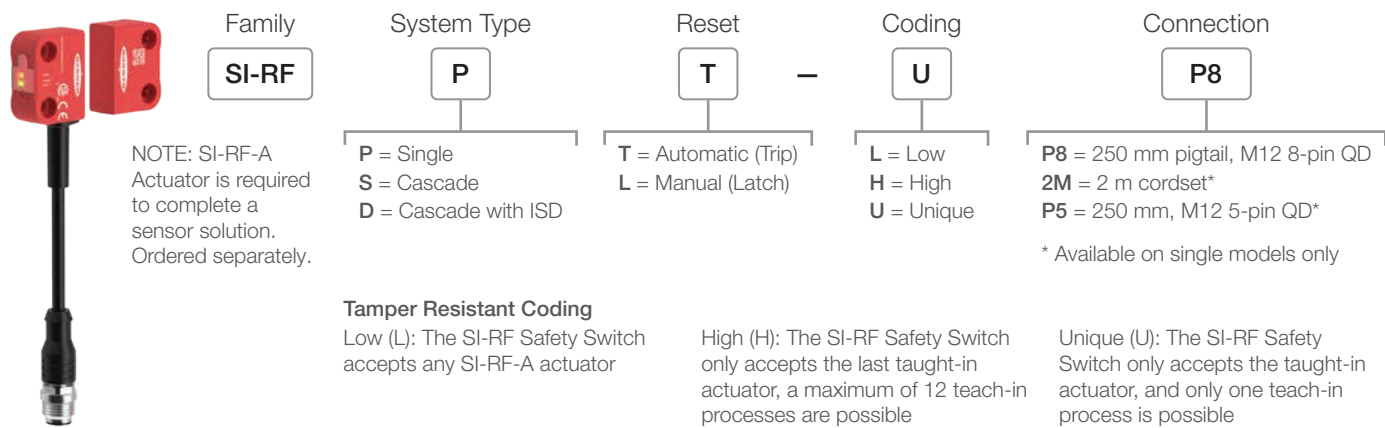 Family
System Type
Reset
Coding
Connection
SI-RF
P
T
–
U
P8
NOTE: SI-RF-A
Actuator is required
to complete a
sensor solution.
Ordered separately.
P = Single
S = Cascade
D = Cascade with ISD
T = Automatic (Trip)
L = Manual (Latch)
L = Low
H = High
U = Unique
P8 = 250 mm pigtail, M12 8-pin QD
2M = 2 m cordset*
P5 = 250 mm, M12 5-pin QD*
* Available on single models only
Tamper Resistant Coding
Low (L): The SI-RF Safety Switch
accepts any SI-RF-A actuator
High (H): The SI-RF Safety Switch
only accepts the last taught-in
actuator, a maximum of 12 teach-in
processes are possible
Unique (U): The SI-RF Safety
Switch only accepts the taught-in
actuator, and only one teach-in
process is possible